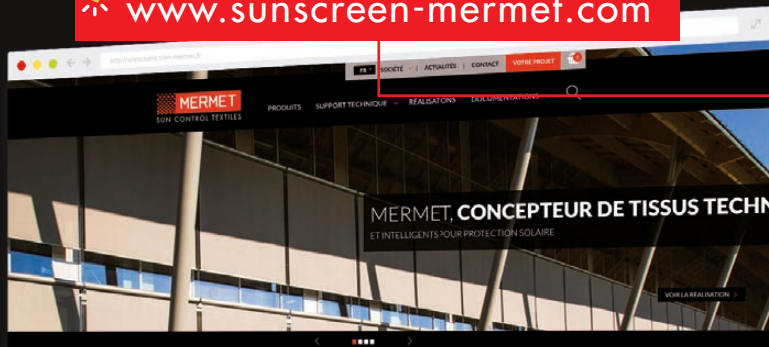 www.sunscreen-mermet.com
FR SOCIÉTÉ | ACTUALITÉS | CONTACT VOTRE PROJET
MERMET
SUN CONTROL TEXTILES
PRODUITS SUPPORT TECHNIQUE RÉALISATONS DOCUMENTATIONS
MERMET, CONCEPTEUR DE TISSUS TECHN
ET INTELLIGENTS POUR PROTECTION SOLAIRE
VOIR LA RÉALISATION >